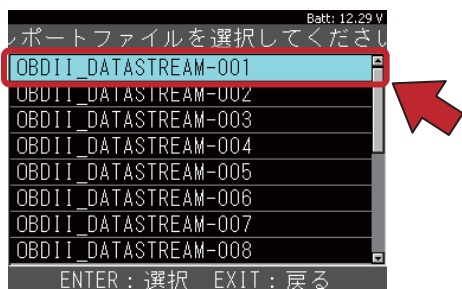 Batt: 12.29 V
レポートファイルを選択してくださ
OBDII_DATASTREAM-001
OBDII_DATASTREAM-002
OBDII_DATASTREAM-003
OBDII_DATASTREAM-004
OBDII_DATASTREAM-005
OBDII_DATASTREAM-006
OBDII_DATASTREAM-007
OBDII_DATASTREAM-008
ENTER：選択 EXIT：戻る